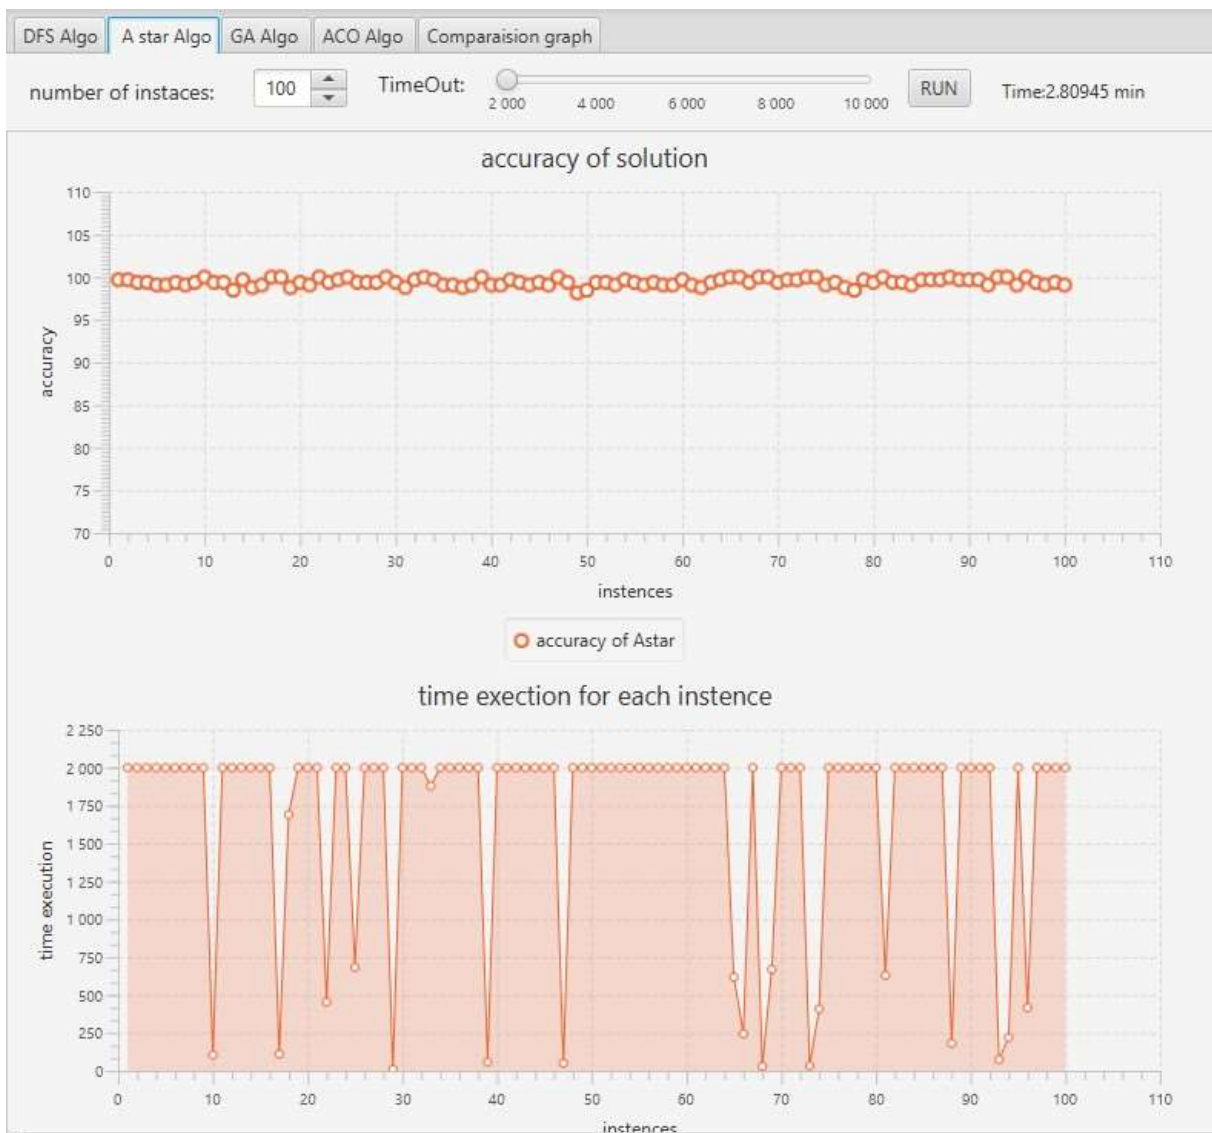 DFS Algo A star Algo GA Algo ACO Algo Comparaision graph
number of instaces: 100 TimeOut: RUN Time:2.80945 min
2 000 4 000 6 000 8 000 10 000
accuracy of solution
110
105
100
95
90
85
80
75
70
accuracy
0 10 20 30 40 50 60 70 80 90 100 110
instences
accuracy of Astar
time exection for each instence
2 250
2 000
1 750
1 500
1 250
1 000
750
500
250
0
time execution
0 10 20 30 40 50 60 70 80 90 100 110
instences